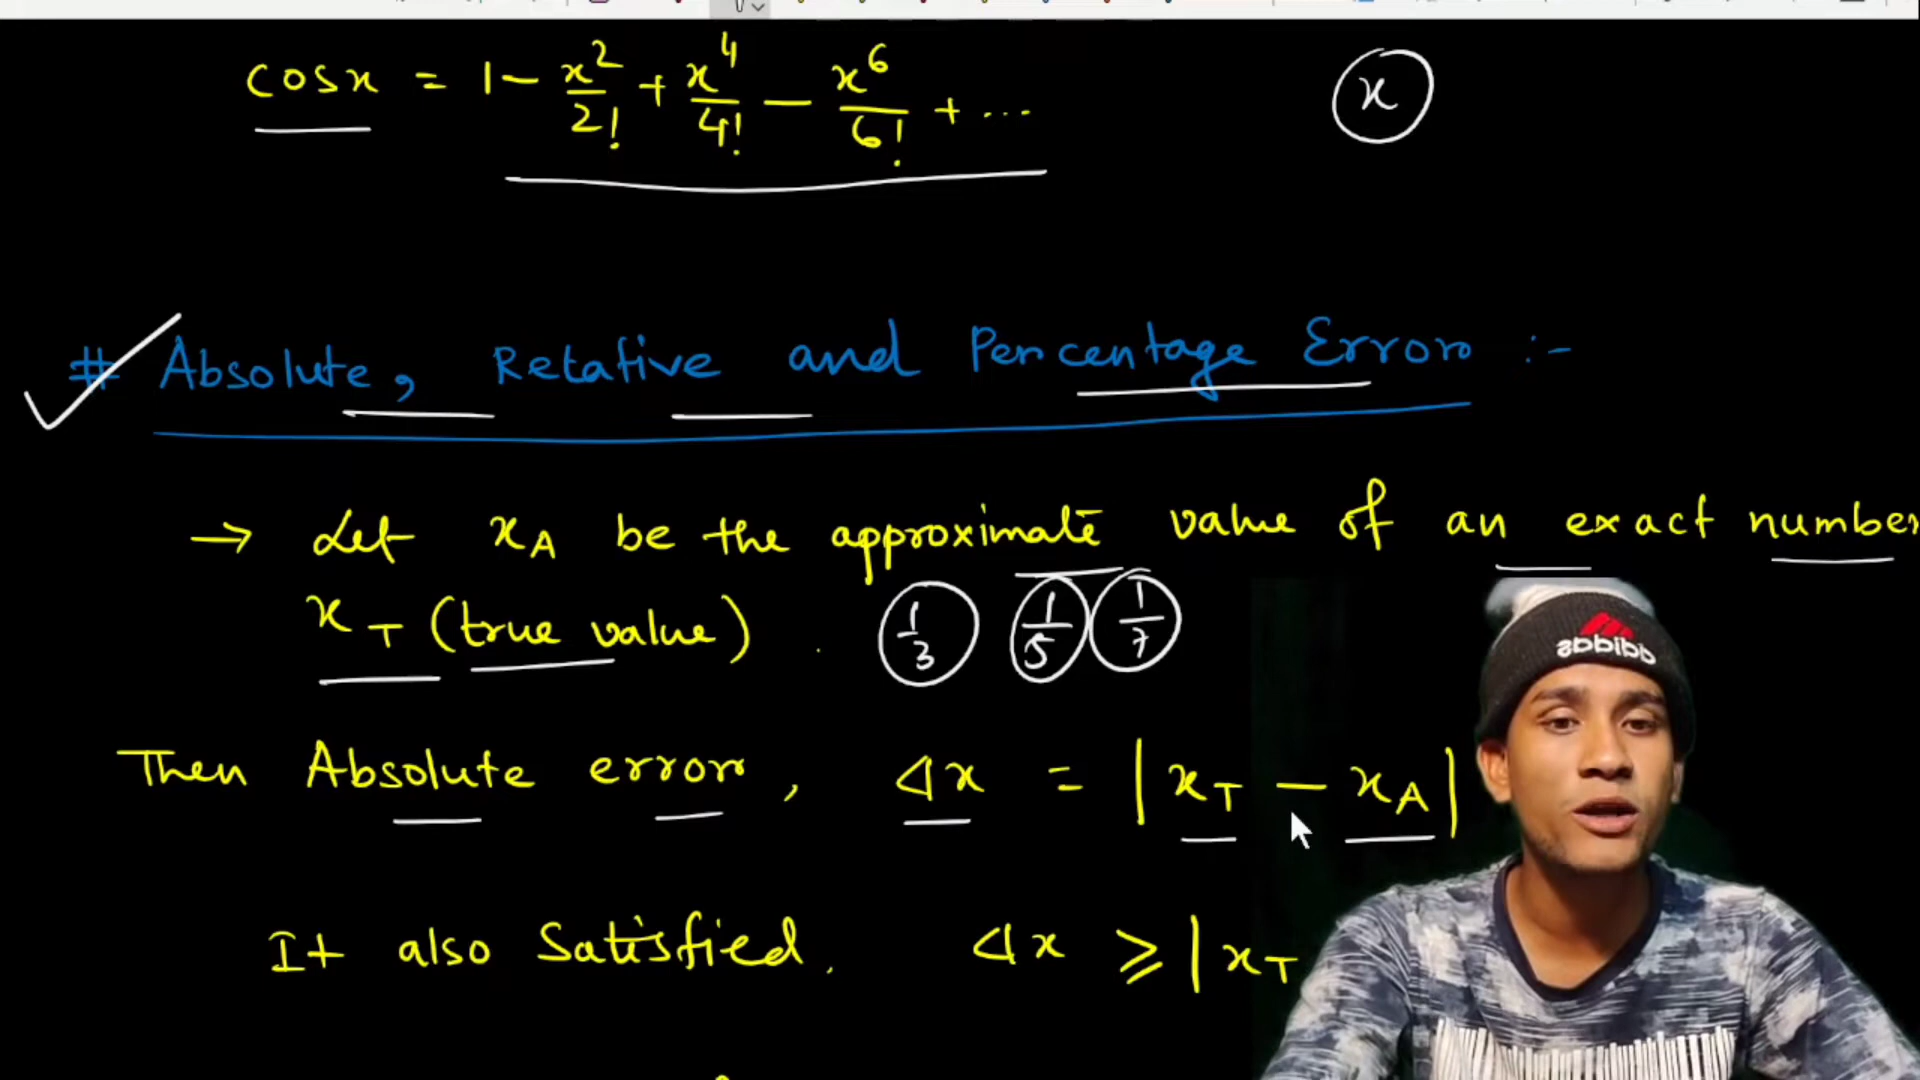 cosx = 1 - x²/2! + x⁴/4! - x⁶/6! + ...
x
# Absolute, Relative and Percentage Error :-
→ Let x_A be the approximate value of an exact number
x_T (true value). 1/3 1/5 1/7
Then Absolute error, Δx = |x_T - x_A|
It also Satisfied. Δx ≥ |x_T